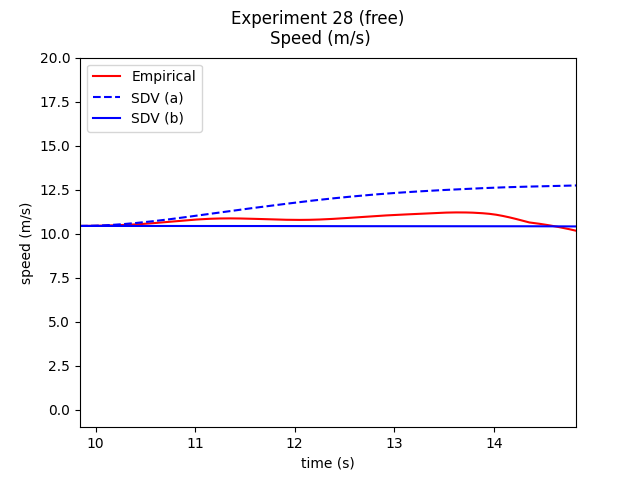 Experiment 28 (free)
Speed (m/s)
Empirical
SDV (a)
SDV (b)
speed (m/s)
20.0
17.5
15.0
12.5
10.0
7.5
5.0
2.5
0.0
10 11 12 13 14
time (s)